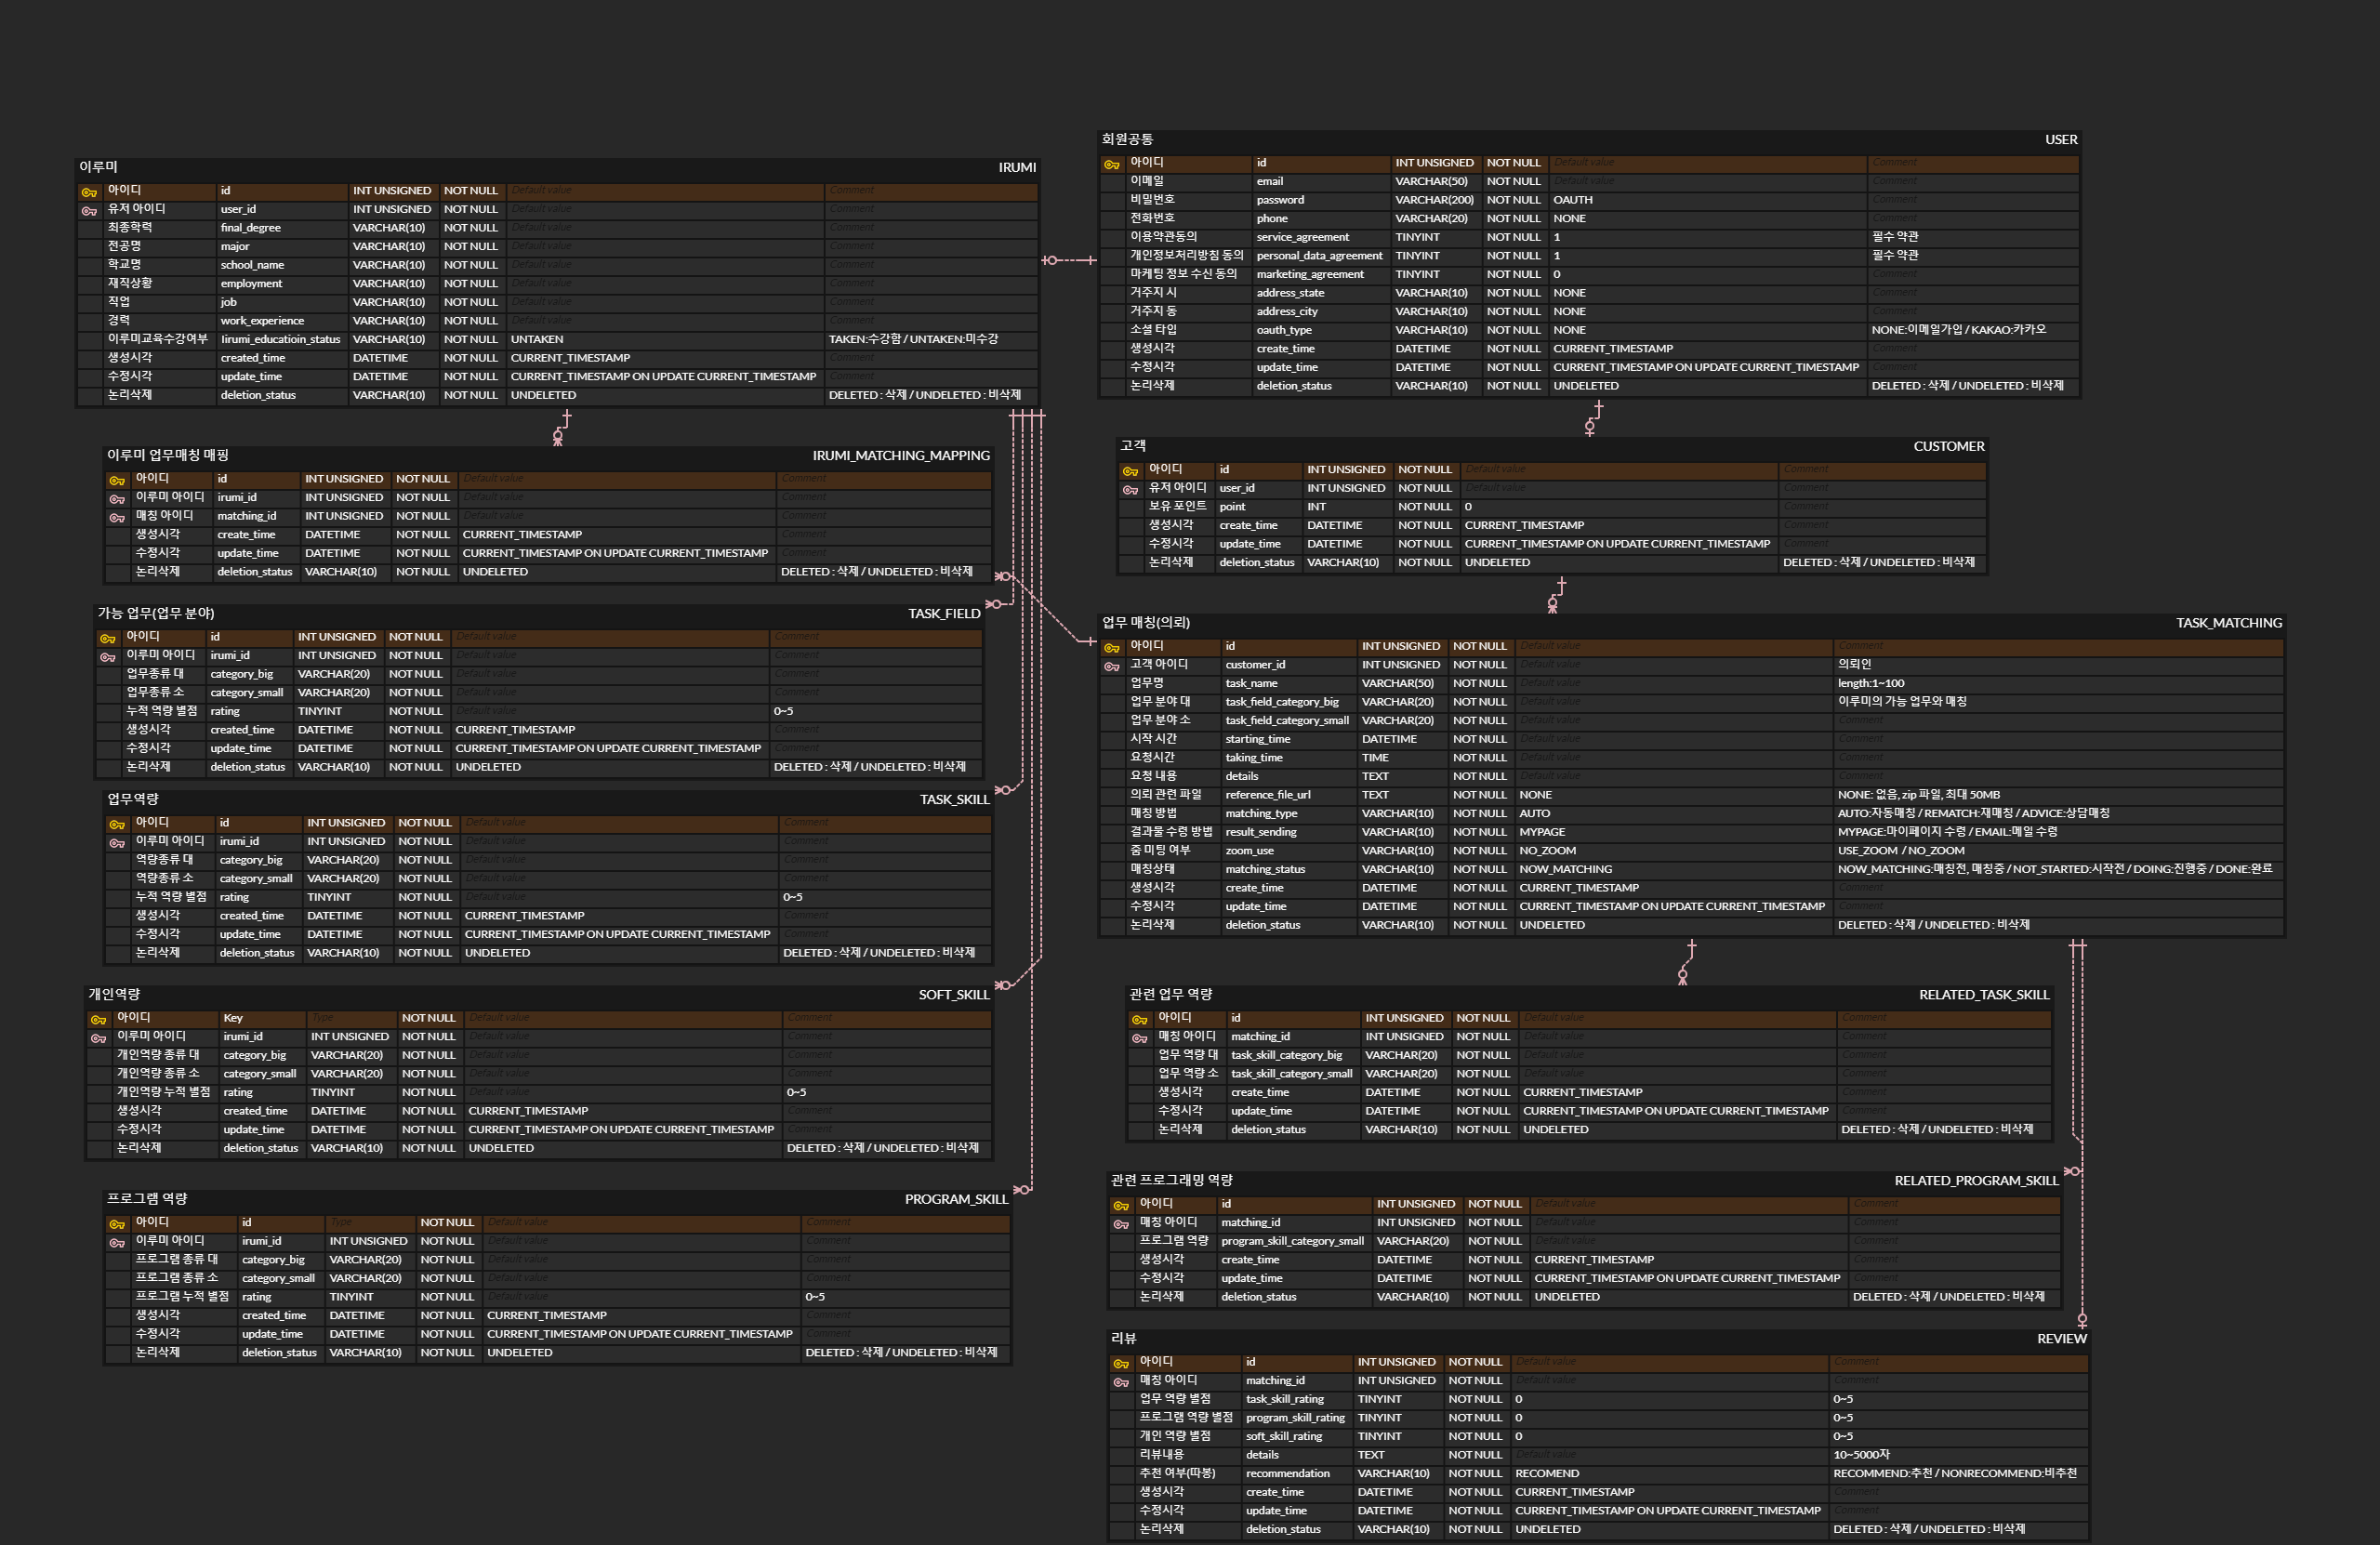 이루미 IRUMI
아이디 id INT UNSIGNED NOT NULL Default value Comment
유저 아이디 user_id INT UNSIGNED NOT NULL Default value Comment
최종학력 final_degree VARCHAR(10) NOT NULL Default value Comment
전공명 major VARCHAR(10) NOT NULL Default value Comment
학교명 school_name VARCHAR(10) NOT NULL Default value Comment
재직상황 employment VARCHAR(10) NOT NULL Default value Comment
직업 job VARCHAR(10) NOT NULL Default value Comment
경력 work_experience VARCHAR(10) NOT NULL Default value Comment
이루미교육수강여부 Iirumi_educatioin_status VARCHAR(10) NOT NULL UNTAKEN TAKEN:수강함 / UNTAKEN:미수강
생성시각 created_time DATETIME NOT NULL CURRENT_TIMESTAMP Comment
수정시각 update_time DATETIME NOT NULL CURRENT_TIMESTAMP ON UPDATE CURRENT_TIMESTAMP Comment
논리삭제 deletion_status VARCHAR(10) NOT NULL UNDELETED DELETED : 삭제 / UNDELETED : 비삭제
이루미 업무매칭 매핑 IRUMI_MATCHING_MAPPING
아이디 id INT UNSIGNED NOT NULL Default value Comment
이루미 아이디 irumi_id INT UNSIGNED NOT NULL Default value Comment
매칭 아이디 matching_id INT UNSIGNED NOT NULL Default value Comment
생성시각 create_time DATETIME NOT NULL CURRENT_TIMESTAMP Comment
수정시각 update_time DATETIME NOT NULL CURRENT_TIMESTAMP ON UPDATE CURRENT_TIMESTAMP Comment
논리삭제 deletion_status VARCHAR(10) NOT NULL UNDELETED DELETED : 삭제 / UNDELETED : 비삭제
가능 업무(업무 분야) TASK_FIELD
아이디 id INT UNSIGNED NOT NULL Default value Comment
이루미 아이디 irumi_id INT UNSIGNED NOT NULL Default value Comment
업무종류 대 category_big VARCHAR(20) NOT NULL Default value Comment
업무종류 소 category_small VARCHAR(20) NOT NULL Default value Comment
누적 역량 별점 rating TINYINT NOT NULL Default value 0~5
생성시각 created_time DATETIME NOT NULL CURRENT_TIMESTAMP Comment
수정시각 update_time DATETIME NOT NULL CURRENT_TIMESTAMP ON UPDATE CURRENT_TIMESTAMP Comment
논리삭제 deletion_status VARCHAR(10) NOT NULL UNDELETED DELETED : 삭제 / UNDELETED : 비삭제
업무역량 TASK_SKILL
아이디 id INT UNSIGNED NOT NULL Default value Comment
이루미 아이디 irumi_id INT UNSIGNED NOT NULL Default value Comment
역량종류 대 category_big VARCHAR(20) NOT NULL Default value Comment
역량종류 소 category_small VARCHAR(20) NOT NULL Default value Comment
누적 역량 별점 rating TINYINT NOT NULL Default value 0~5
생성시각 created_time DATETIME NOT NULL CURRENT_TIMESTAMP Comment
수정시각 update_time DATETIME NOT NULL CURRENT_TIMESTAMP ON UPDATE CURRENT_TIMESTAMP Comment
논리삭제 deletion_status VARCHAR(10) NOT NULL UNDELETED DELETED : 삭제 / UNDELETED : 비삭제
개인역량 SOFT_SKILL
아이디 Key Type NOT NULL Default value Comment
이루미 아이디 irumi_id INT UNSIGNED NOT NULL Default value Comment
개인역량 종류 대 category_big VARCHAR(20) NOT NULL Default value Comment
개인역량 종류 소 category_small VARCHAR(20) NOT NULL Default value Comment
개인역량 누적 별점 rating TINYINT NOT NULL Default value 0~5
생성시각 created_time DATETIME NOT NULL CURRENT_TIMESTAMP Comment
수정시각 update_time DATETIME NOT NULL CURRENT_TIMESTAMP ON UPDATE CURRENT_TIMESTAMP Comment
논리삭제 deletion_status VARCHAR(10) NOT NULL UNDELETED DELETED : 삭제 / UNDELETED : 비삭제
프로그램 역량 PROGRAM_SKILL
아이디 id Type NOT NULL Default value Comment
이루미 아이디 irumi_id INT UNSIGNED NOT NULL Default value Comment
프로그램 종류 대 category_big VARCHAR(20) NOT NULL Default value Comment
프로그램 종류 소 category_small VARCHAR(20) NOT NULL Default value Comment
프로그램 누적 별점 rating TINYINT NOT NULL Default value 0~5
생성시각 created_time DATETIME NOT NULL CURRENT_TIMESTAMP Comment
수정시각 update_time DATETIME NOT NULL CURRENT_TIMESTAMP ON UPDATE CURRENT_TIMESTAMP Comment
논리삭제 deletion_status VARCHAR(10) NOT NULL UNDELETED DELETED : 삭제 / UNDELETED : 비삭제
회원공통 USER
아이디 id INT UNSIGNED NOT NULL Default value Comment
이메일 email VARCHAR(50) NOT NULL Default value Comment
비밀번호 password VARCHAR(200) NOT NULL OAUTH Comment
전화번호 phone VARCHAR(20) NOT NULL NONE Comment
이용약관동의 service_agreement TINYINT NOT NULL 1 필수 약관
개인정보처리방침 동의 personal_data_agreement TINYINT NOT NULL 1 필수 약관
마케팅 정보 수신 동의 marketing_agreement TINYINT NOT NULL 0 Comment
거주지 시 address_state VARCHAR(10) NOT NULL NONE Comment
거주지 동 address_city VARCHAR(10) NOT NULL NONE Comment
소셜 타입 oauth_type VARCHAR(10) NOT NULL NONE NONE:이메일가입 / KAKAO:카카오
생성시각 create_time DATETIME NOT NULL CURRENT_TIMESTAMP Comment
수정시각 update_time DATETIME NOT NULL CURRENT_TIMESTAMP ON UPDATE CURRENT_TIMESTAMP Comment
논리삭제 deletion_status VARCHAR(10) NOT NULL UNDELETED DELETED : 삭제 / UNDELETED : 비삭제
고객 CUSTOMER
아이디 id INT UNSIGNED NOT NULL Default value Comment
유저 아이디 user_id INT UNSIGNED NOT NULL Default value Comment
보유 포인트 point INT NOT NULL 0 Comment
생성시각 create_time DATETIME NOT NULL CURRENT_TIMESTAMP Comment
수정시각 update_time DATETIME NOT NULL CURRENT_TIMESTAMP ON UPDATE CURRENT_TIMESTAMP Comment
논리삭제 deletion_status VARCHAR(10) NOT NULL UNDELETED DELETED : 삭제 / UNDELETED : 비삭제
업무 매칭(의뢰) TASK_MATCHING
아이디 id INT UNSIGNED NOT NULL Default value Comment
고객 아이디 customer_id INT UNSIGNED NOT NULL Default value 의뢰인
업무명 task_name VARCHAR(50) NOT NULL Default value length:1~100
업무 분야 대 task_field_category_big VARCHAR(20) NOT NULL Default value 이루미의 가능 업무와 매칭
업무 분야 소 task_field_category_small VARCHAR(20) NOT NULL Default value Comment
시작 시간 starting_time DATETIME NOT NULL Default value Comment
요청시간 taking_time TIME NOT NULL Default value Comment
요청 내용 details TEXT NOT NULL Default value Comment
의뢰 관련 파일 reference_file_url TEXT NOT NULL NONE NONE: 없음, zip 파일, 최대 50MB
매칭 방법 matching_type VARCHAR(10) NOT NULL AUTO AUTO:자동매칭 / REMATCH:재매칭 / ADVICE:상담매칭
결과물 수령 방법 result_sending VARCHAR(10) NOT NULL MYPAGE MYPAGE:마이페이지 수령 / EMAIL:메일 수령
줌 미팅 여부 zoom_use VARCHAR(10) NOT NULL NO_ZOOM USE_ZOOM / NO_ZOOM
매칭상태 matching_status VARCHAR(10) NOT NULL NOW_MATCHING NOW_MATCHING:매칭전, 매칭중 / NOT_STARTED:시작전 / DOING:진행중 / DONE:완료
생성시각 create_time DATETIME NOT NULL CURRENT_TIMESTAMP Comment
수정시각 update_time DATETIME NOT NULL CURRENT_TIMESTAMP ON UPDATE CURRENT_TIMESTAMP Comment
논리삭제 deletion_status VARCHAR(10) NOT NULL UNDELETED DELETED : 삭제 / UNDELETED : 비삭제
관련 업무 역량 RELATED_TASK_SKILL
아이디 id INT UNSIGNED NOT NULL Default value Comment
매칭 아이디 matching_id INT UNSIGNED NOT NULL Default value Comment
업무 역량 대 task_skill_category_big VARCHAR(20) NOT NULL Default value Comment
업무 역량 소 task_skill_category_small VARCHAR(20) NOT NULL Default value Comment
생성시각 create_time DATETIME NOT NULL CURRENT_TIMESTAMP Comment
수정시각 update_time DATETIME NOT NULL CURRENT_TIMESTAMP ON UPDATE CURRENT_TIMESTAMP Comment
논리삭제 deletion_status VARCHAR(10) NOT NULL UNDELETED DELETED : 삭제 / UNDELETED : 비삭제
관련 프로그래밍 역량 RELATED_PROGRAM_SKILL
아이디 id INT UNSIGNED NOT NULL Default value Comment
매칭 아이디 matching_id INT UNSIGNED NOT NULL Default value Comment
프로그램 역량 program_skill_category_small VARCHAR(20) NOT NULL Default value Comment
생성시각 create_time DATETIME NOT NULL CURRENT_TIMESTAMP Comment
수정시각 update_time DATETIME NOT NULL CURRENT_TIMESTAMP ON UPDATE CURRENT_TIMESTAMP Comment
논리삭제 deletion_status VARCHAR(10) NOT NULL UNDELETED DELETED : 삭제 / UNDELETED : 비삭제
리뷰 REVIEW
아이디 id INT UNSIGNED NOT NULL Default value Comment
매칭 아이디 matching_id INT UNSIGNED NOT NULL Default value Comment
업무 역량 별점 task_skill_rating TINYINT NOT NULL 0 0~5
프로그램 역량 별점 program_skill_rating TINYINT NOT NULL 0 0~5
개인 역량 별점 soft_skill_rating TINYINT NOT NULL 0 0~5
리뷰내용 details TEXT NOT NULL Default value 10~5000자
추천 여부(따봉) recommendation VARCHAR(10) NOT NULL RECOMEND RECOMMEND:추천 / NONRECOMMEND:비추천
생성시각 create_time DATETIME NOT NULL CURRENT_TIMESTAMP Comment
수정시각 update_time DATETIME NOT NULL CURRENT_TIMESTAMP ON UPDATE CURRENT_TIMESTAMP Comment
논리삭제 deletion_status VARCHAR(10) NOT NULL UNDELETED DELETED : 삭제 / UNDELETED : 비삭제